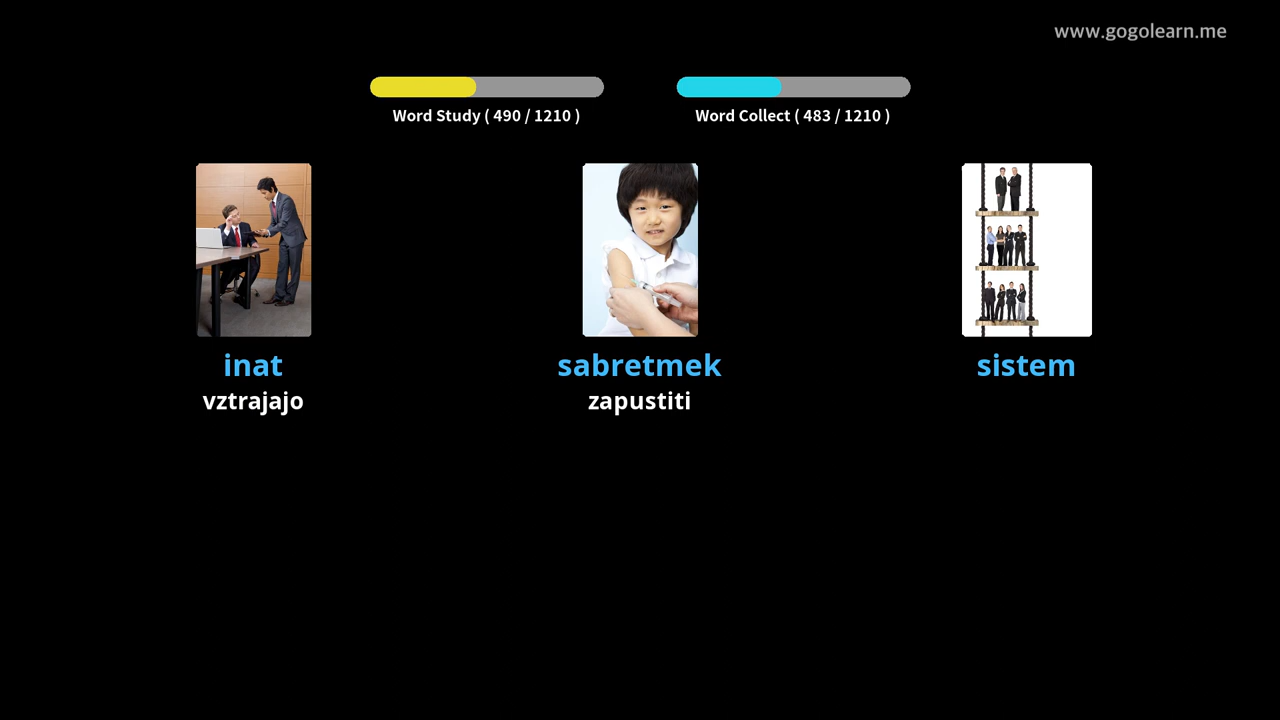 www.gogolearn.me
Word Study ( 490 / 1210 )
Word Collect ( 483 / 1210 )
inat
vztrajajo
sabretmek
zapustiti
sistem